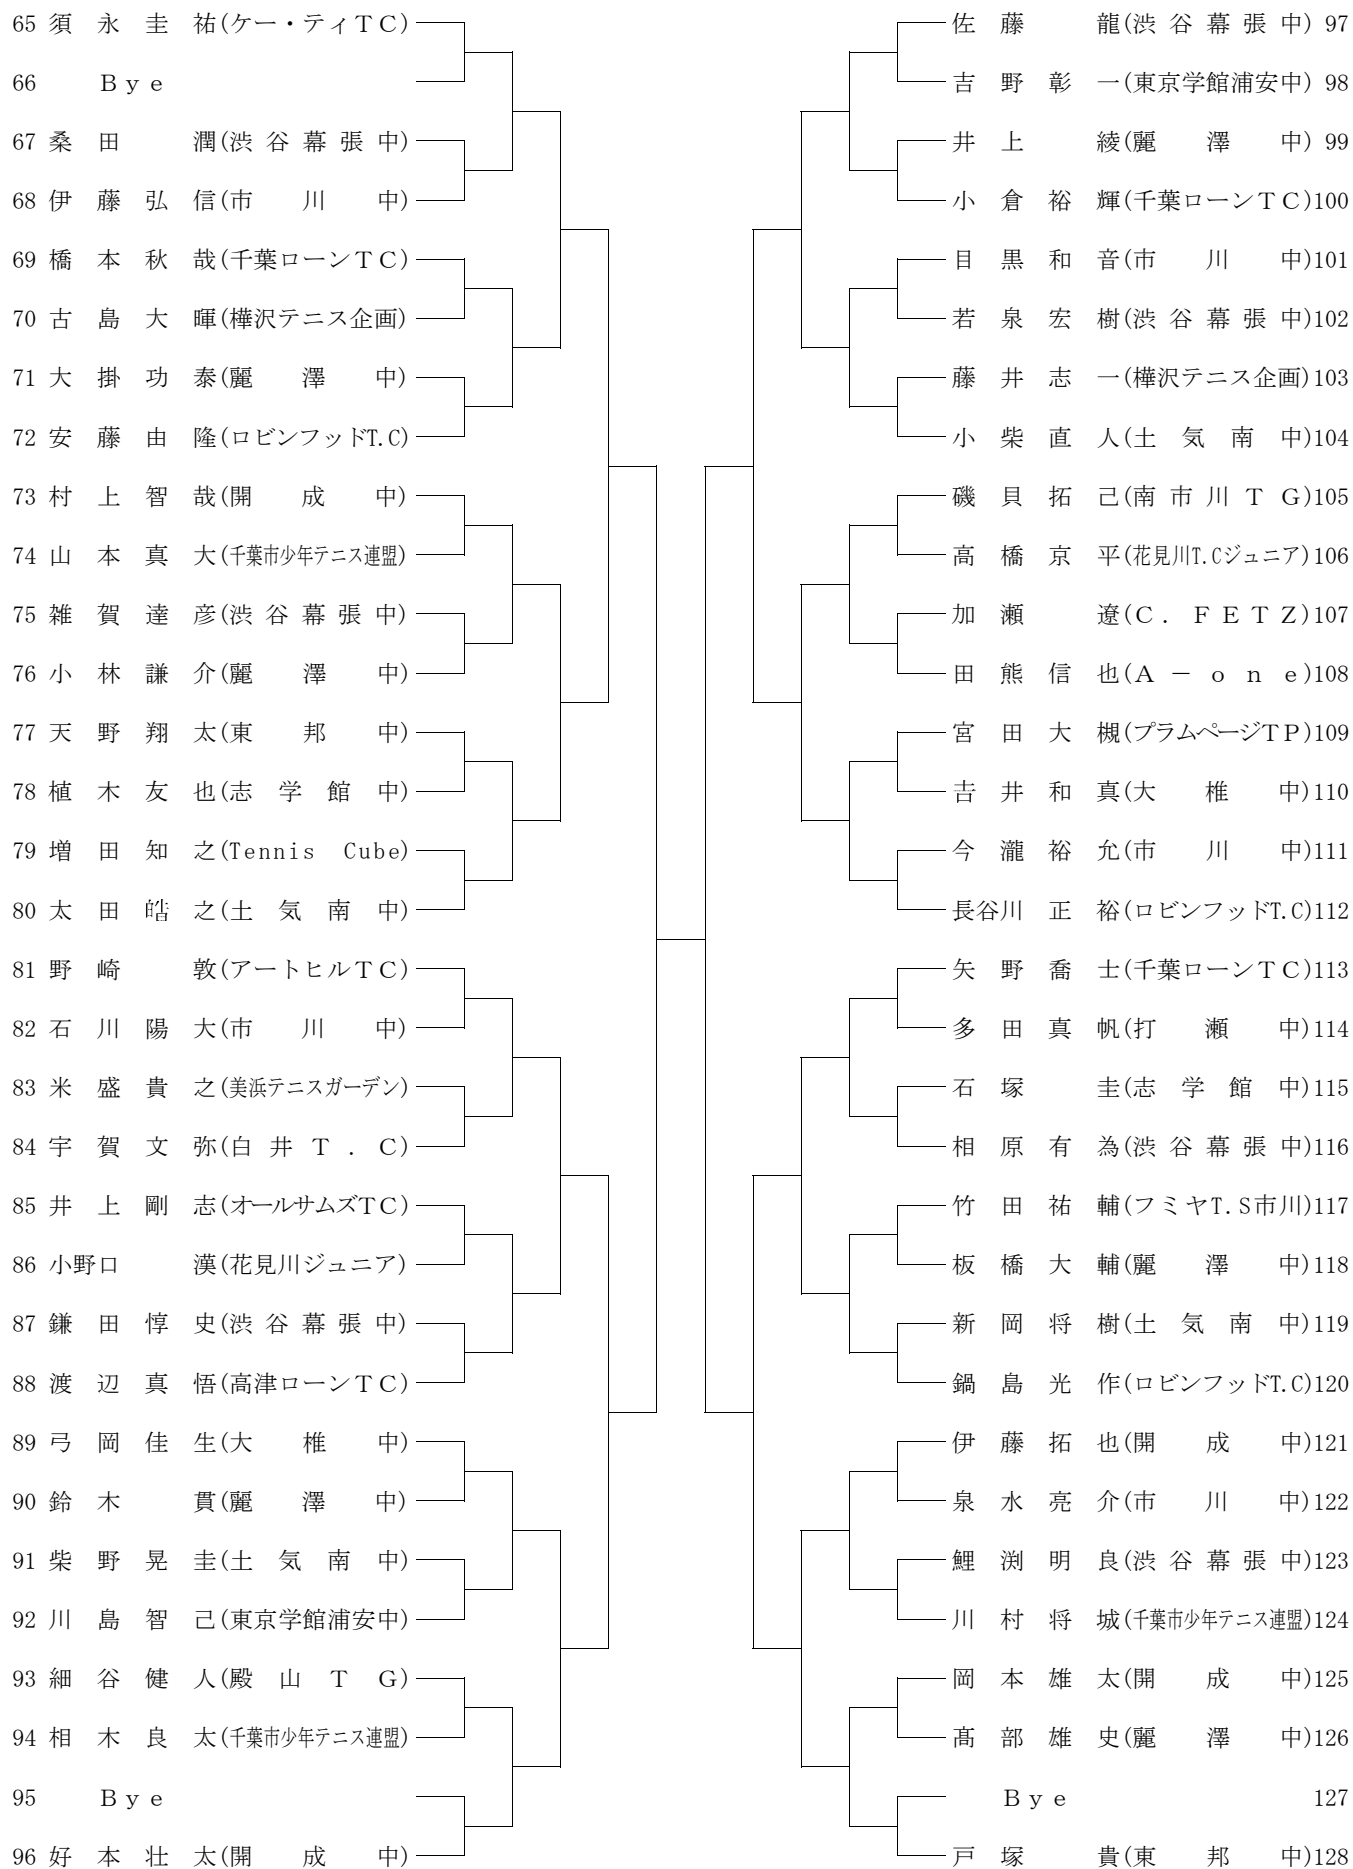 65 須永圭祐(ケー・ティTC)
66 Bye
67 桑田潤(渋谷幕張中)
68 伊藤弘信(市川中)
69 橋本秋哉(千葉ローンTC)
70 古島大暉(樺沢テニス企画)
71 大掛功泰(麗澤中)
72 安藤由隆(ロビンフッドT.C)
73 村上智哉(開成中)
74 山本真大(千葉市少年テニス連盟)
75 雑賀達彦(渋谷幕張中)
76 小林謙介(麗澤中)
77 天野翔太(東邦中)
78 植木友也(志学館中)
79 増田知之(Tennis Cube)
80 太田皓之(土気南中)
81 野崎敦(アートヒルTC)
82 石川陽大(市川中)
83 米盛貴之(美浜テニスガーデン)
84 宇賀文弥(白井T.C)
85 井上剛志(オールサムズTC)
86 小野口漢(花見川ジュニア)
87 鎌田惇史(渋谷幕張中)
88 渡辺真悟(高津ローンTC)
89 弓岡佳生(大椎中)
90 鈴木貫(麗澤中)
91 柴野晃圭(土気南中)
92 川島智己(東京学館浦安中)
93 細谷健人(殿山TG)
94 相木良太(千葉市少年テニス連盟)
95 Bye
96 好本壮太(開成中)
佐藤龍(渋谷幕張中) 97
吉野彰一(東京学館浦安中) 98
井上綾(麗澤中) 99
小倉裕輝(千葉ローンTC)100
目黒和音(市川中)101
若泉宏樹(渋谷幕張中)102
藤井志一(樺沢テニス企画)103
小柴直人(土気南中)104
磯貝拓己(南市川TG)105
高橋京平(花見川T.Cジュニア)106
加瀬遼(C.FETZ)107
田熊信也(A－one)108
宮田大槻(プラムページTP)109
吉井和真(大椎中)110
今瀧裕允(市川中)111
長谷川正裕(ロビンフッドT.C)112
矢野喬士(千葉ローンTC)113
多田真帆(打瀬中)114
石塚圭(志学館中)115
相原有為(渋谷幕張中)116
竹田祐輔(フミヤT.S市川)117
板橋大輔(麗澤中)118
新岡将樹(土気南中)119
鍋島光作(ロビンフッドT.C)120
伊藤拓也(開成中)121
泉水亮介(市川中)122
鯉渕明良(渋谷幕張中)123
川村将城(千葉市少年テニス連盟)124
岡本雄太(開成中)125
髙部雄史(麗澤中)126
Bye 127
戸塚貴(東邦中)128